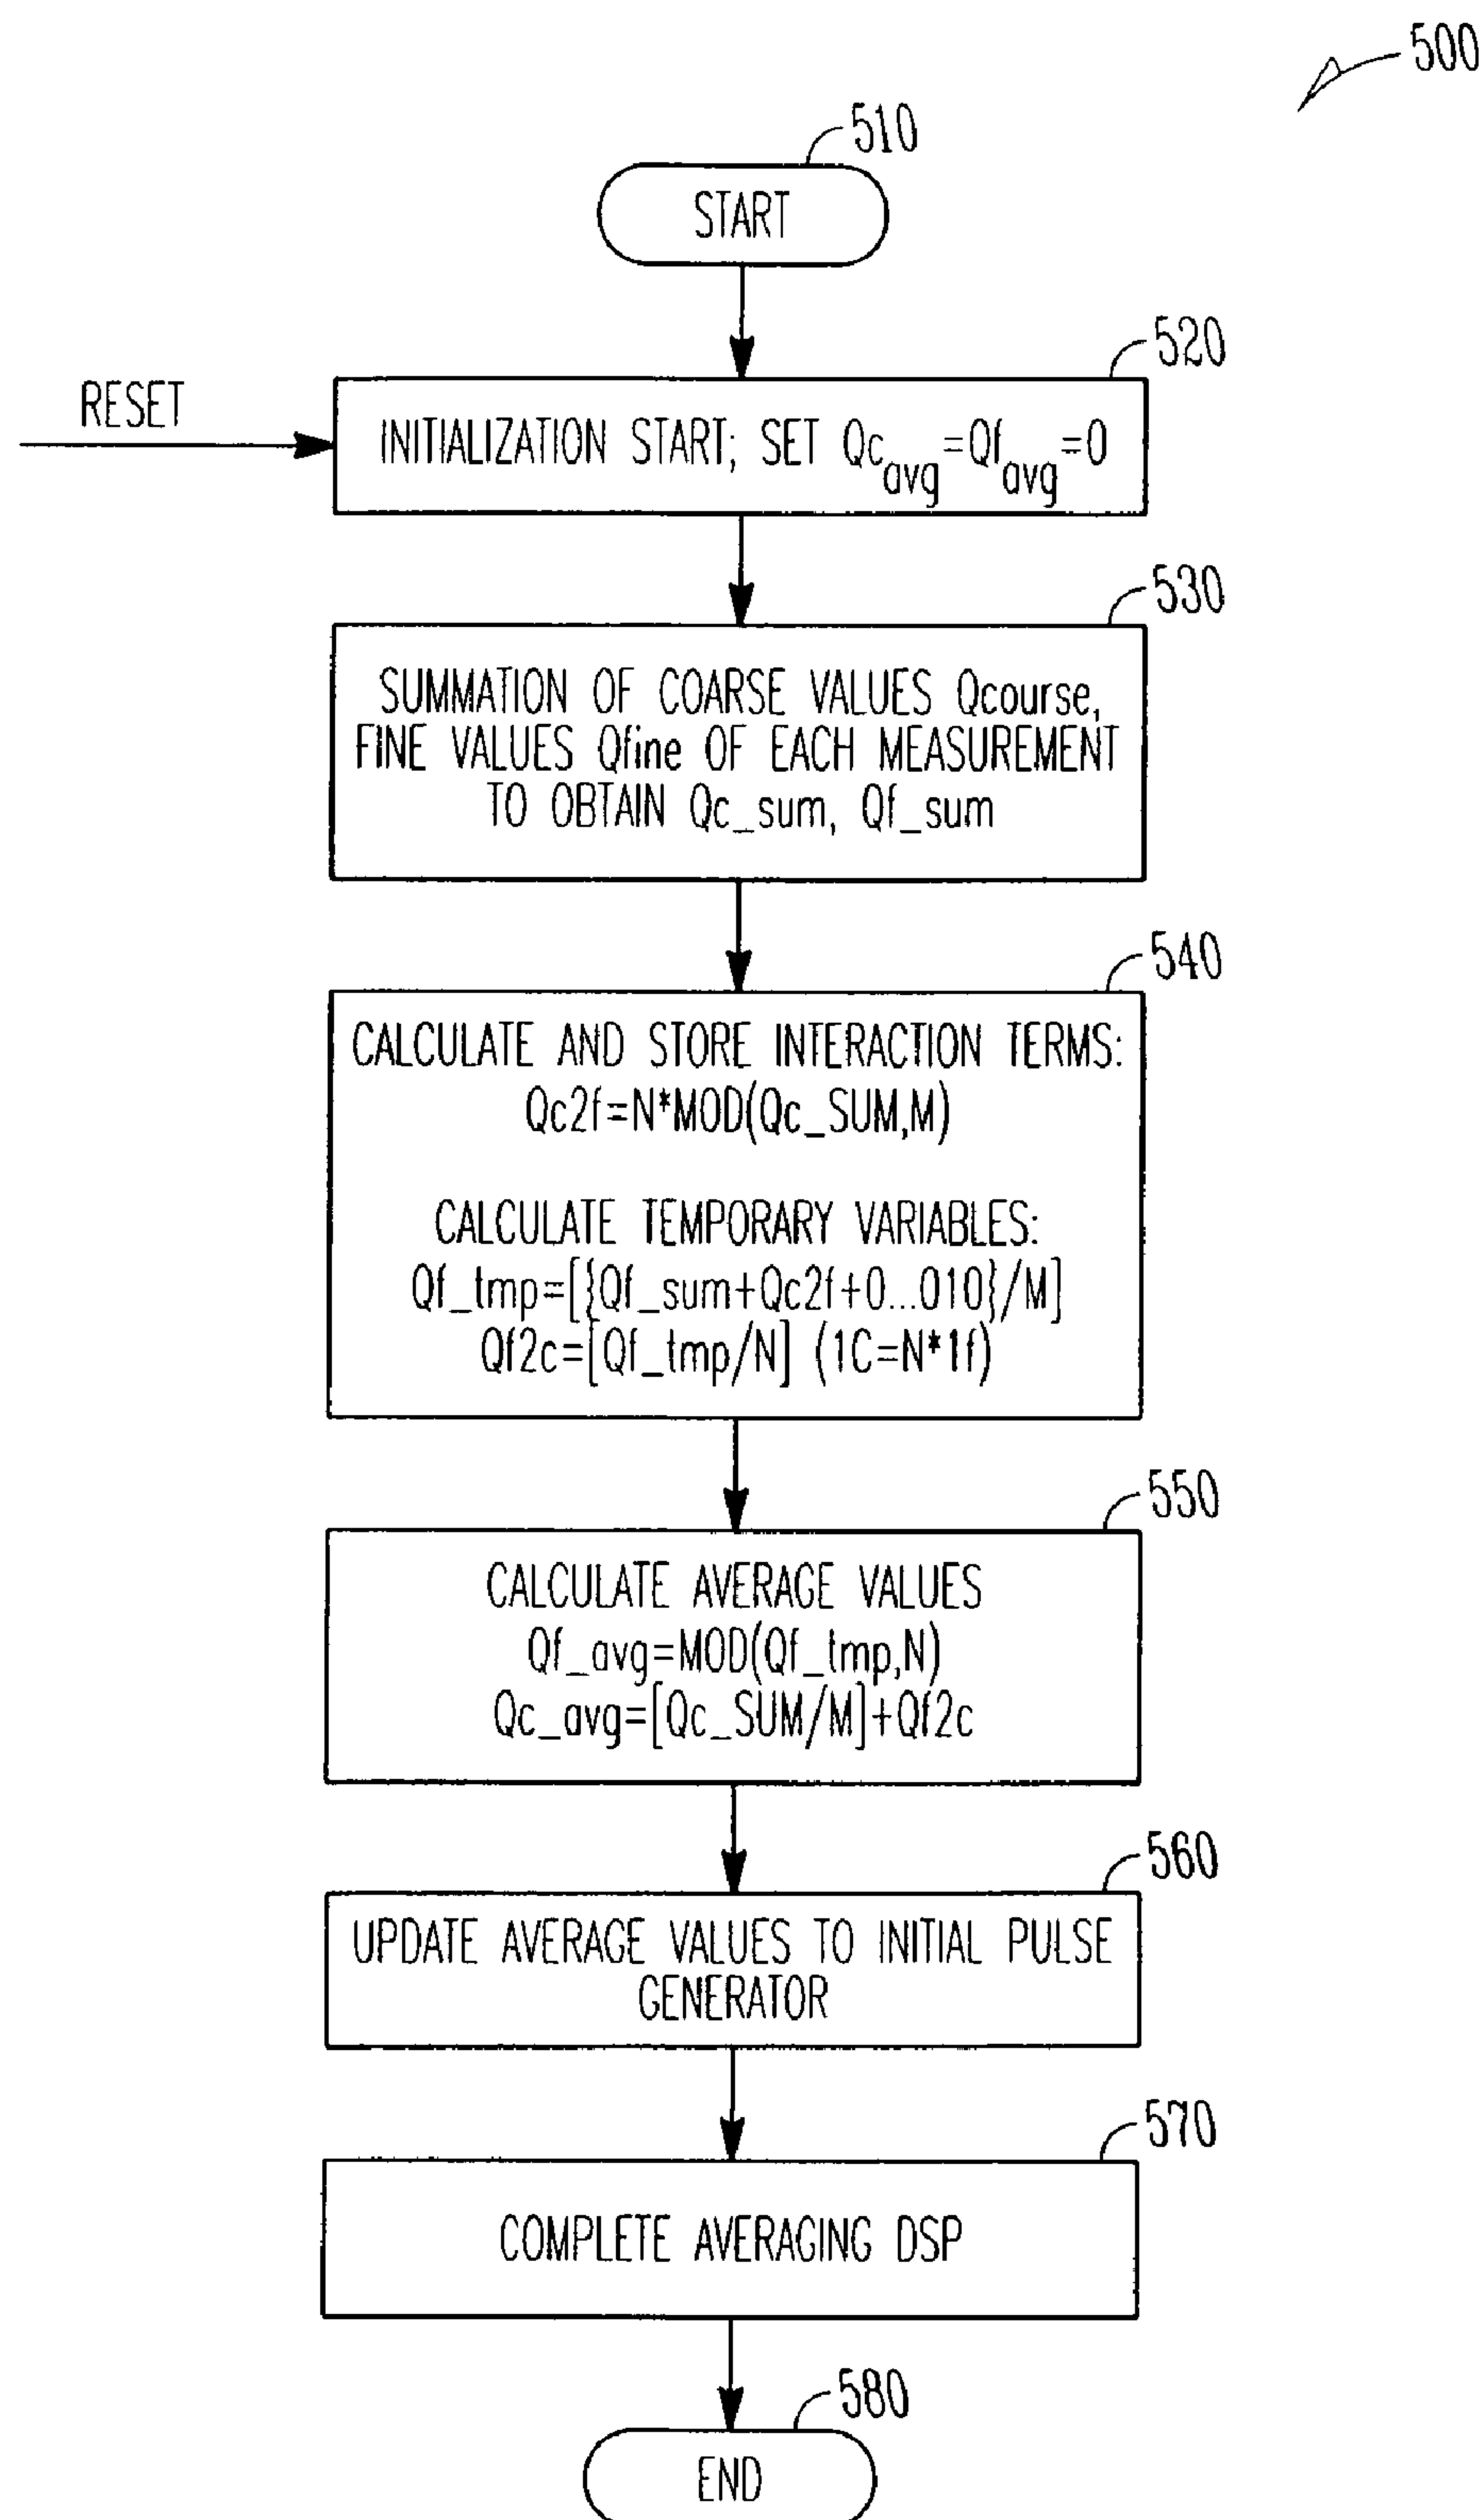 500
510
START
520
RESET
INITIALIZATION START; SET Qcavg=Qfavg=0
530
SUMMATION OF COARSE VALUES Qcourse,
FINE VALUES Qfine OF EACH MEASUREMENT
TO OBTAIN Qc_sum, Qf_sum
540
CALCULATE AND STORE INTERACTION TERMS:
Qc2f=N*MOD(Qc_SUM,M)
CALCULATE TEMPORARY VARIABLES:
Qf_tmp=[{Qf_sum+Qc2f+0...010}/M]
Qf2c=[Qf_tmp/N] (1C=N*1f)
550
CALCULATE AVERAGE VALUES
Qf_avg=MOD(Qf_tmp,N)
Qc_avg=[Qc_SUM/M]+Qf2c
560
UPDATE AVERAGE VALUES TO INITIAL PULSE
GENERATOR
570
COMPLETE AVERAGING DSP
580
END